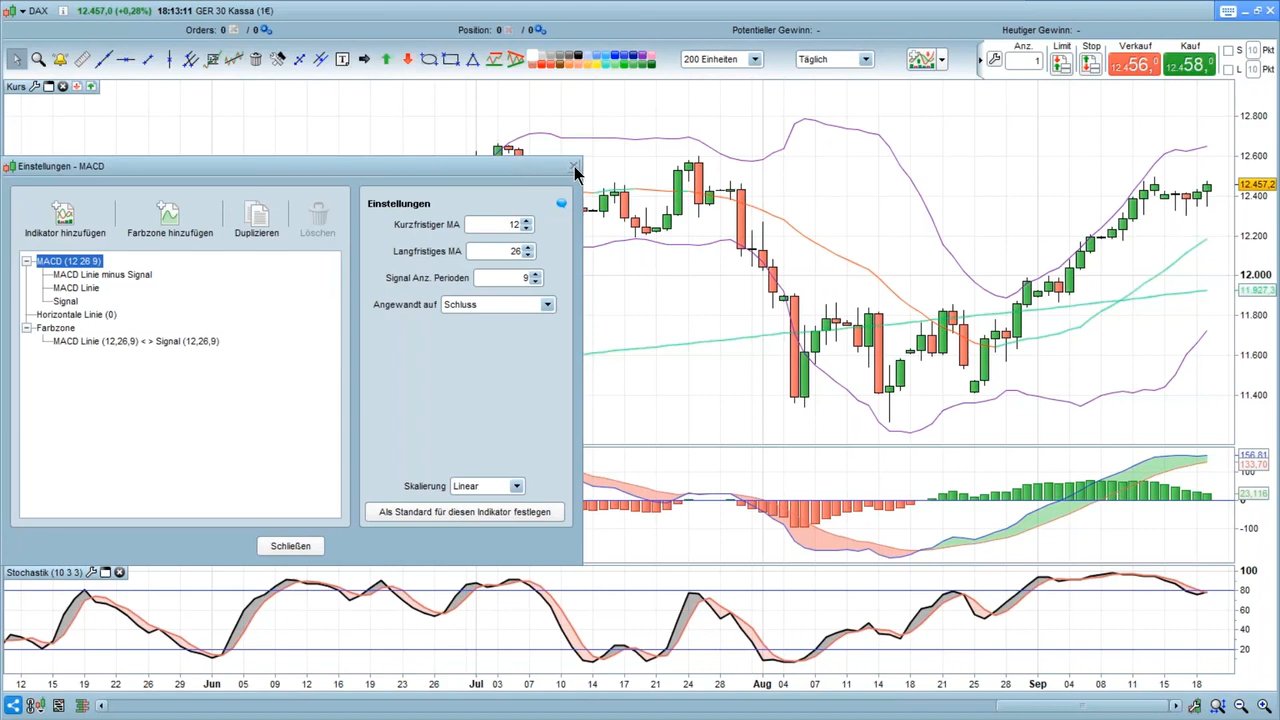 DAX 12.457,0 (+0,28%) 18:13:11 GER 30 Kassa (1€)
Orders: 0 / 0 Position: 0 / 0 Potentieller Gewinn: - Heutiger Gewinn: -
200 Einheiten Täglich Anz. 1 Limit Stop Verkauf 12.456,0 Kauf 12.458,0 S 10 Pkt
L 10 Pkt
Kurs
12.800
12.600
12.457,2
12.200
12.000
11.927,3
11.800
11.600
11.400
Einstellungen - MACD
Indikator hinzufügen Farbzone hinzufügen Duplizieren Löschen
MACD (12 26 9)
MACD Linie minus Signal
MACD Linie
Signal
Horizontale Linie (0)
Farbzone
MACD Linie (12,26,9) < > Signal (12,26,9)
Einstellungen
Kurzfristiger MA 12
Langfristiges MA 26
Signal Anz. Perioden 9
Angewandt auf Schluss
Skalierung Linear
Als Standard für diesen Indikator festlegen
Schließen
156,81
133,70
23,116
-100
Stochastik (10 3 3)
100
80
60
40
20
12 15 22 26 29 Jun 05 09 13 16 19 23 26 Jul 03 07 10 14 18 21 24 28 Aug 04 07 11 14 18 21 25 28 Sep 04 08 11 15 18